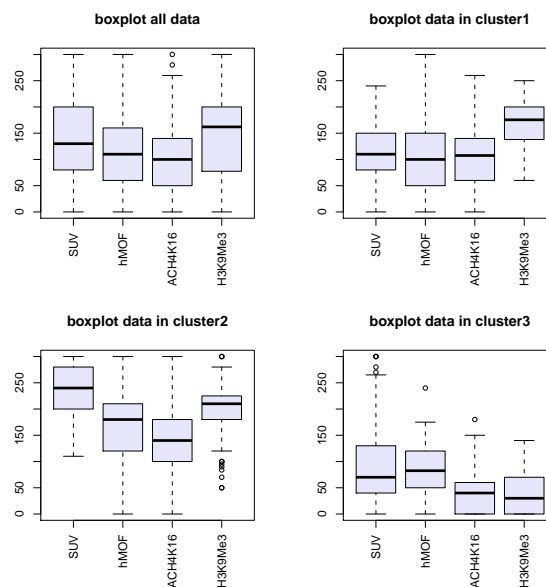 boxplot all data
0
50
150
250
SUV
hMOF
ACH4K16
H3K9Me3
boxplot data in cluster1
0
50
150
250
SUV
hMOF
ACH4K16
H3K9Me3
boxplot data in cluster2
0
50
150
250
SUV
hMOF
ACH4K16
H3K9Me3
boxplot data in cluster3
0
50
150
250
SUV
hMOF
ACH4K16
H3K9Me3